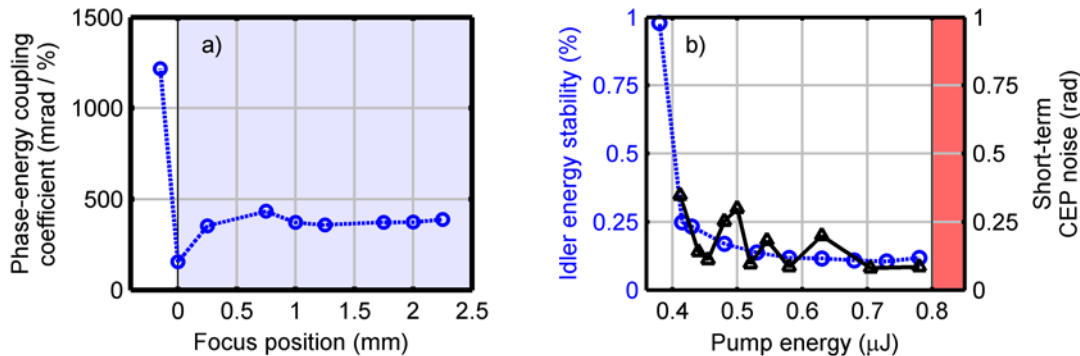 Phase-energy coupling
coefficient (mrad / %)
1500
1000
500
0
a)
0
0.5
1
1.5
2
2.5
Focus position (mm)
Idler energy stability (%)
1
0.75
0.5
0.25
0
b)
0.4
0.5
0.6
0.7
0.8
Pump energy (μJ)
1
0.75
0.5
0.25
0
Short-term
CEP noise (rad)